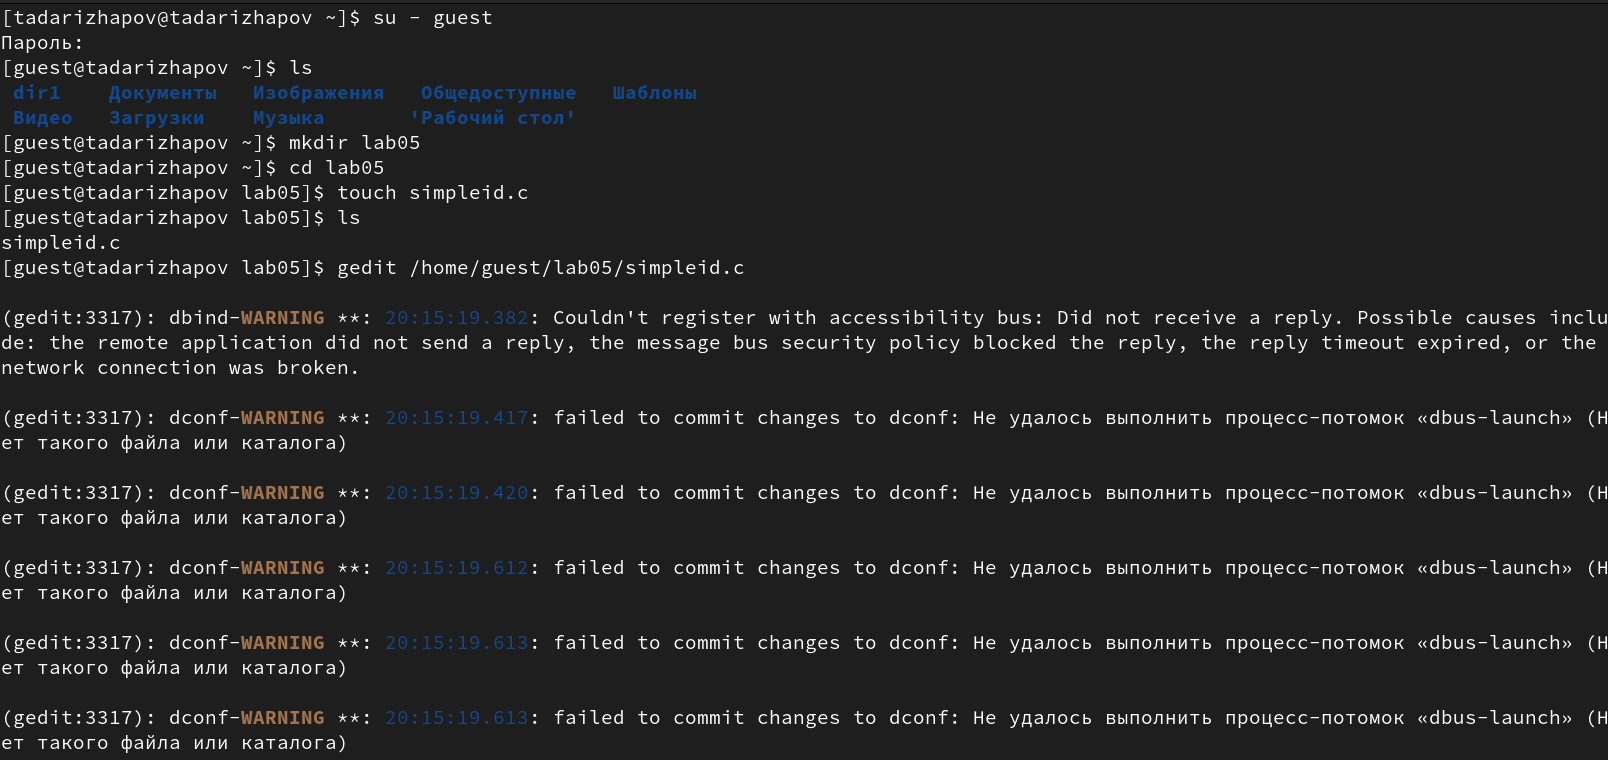 [tadarizhapov@tadarizhapov ~]$ su - guest
Пароль:
[guest@tadarizhapov ~]$ ls
dir1 Документы Изображения Общедоступные Шаблоны
Видео Загрузки Музыка 'Рабочий стол'
[guest@tadarizhapov ~]$ mkdir lab05
[guest@tadarizhapov ~]$ cd lab05
[guest@tadarizhapov lab05]$ touch simpleid.c
[guest@tadarizhapov lab05]$ ls
simpleid.c
[guest@tadarizhapov lab05]$ gedit /home/guest/lab05/simpleid.c
(gedit:3317): dbind-WARNING **: 20:15:19.382: Couldn't register with accessibility bus: Did not receive a reply. Possible causes inclu
de: the remote application did not send a reply, the message bus security policy blocked the reply, the reply timeout expired, or the
network connection was broken.
(gedit:3317): dconf-WARNING **: 20:15:19.417: failed to commit changes to dconf: Не удалось выполнить процесс-потомок «dbus-launch» (Н
ет такого файла или каталога)
(gedit:3317): dconf-WARNING **: 20:15:19.420: failed to commit changes to dconf: Не удалось выполнить процесс-потомок «dbus-launch» (Н
ет такого файла или каталога)
(gedit:3317): dconf-WARNING **: 20:15:19.612: failed to commit changes to dconf: Не удалось выполнить процесс-потомок «dbus-launch» (Н
ет такого файла или каталога)
(gedit:3317): dconf-WARNING **: 20:15:19.613: failed to commit changes to dconf: Не удалось выполнить процесс-потомок «dbus-launch» (Н
ет такого файла или каталога)
(gedit:3317): dconf-WARNING **: 20:15:19.613: failed to commit changes to dconf: Не удалось выполнить процесс-потомок «dbus-launch» (Н
ет такого файла или каталога)